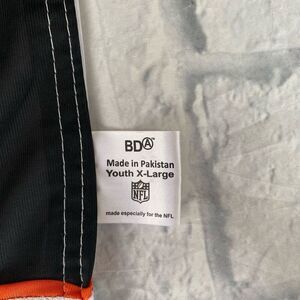 BDA
Made in Pakistan
Youth X-Large
NFL
made especially for the NFL